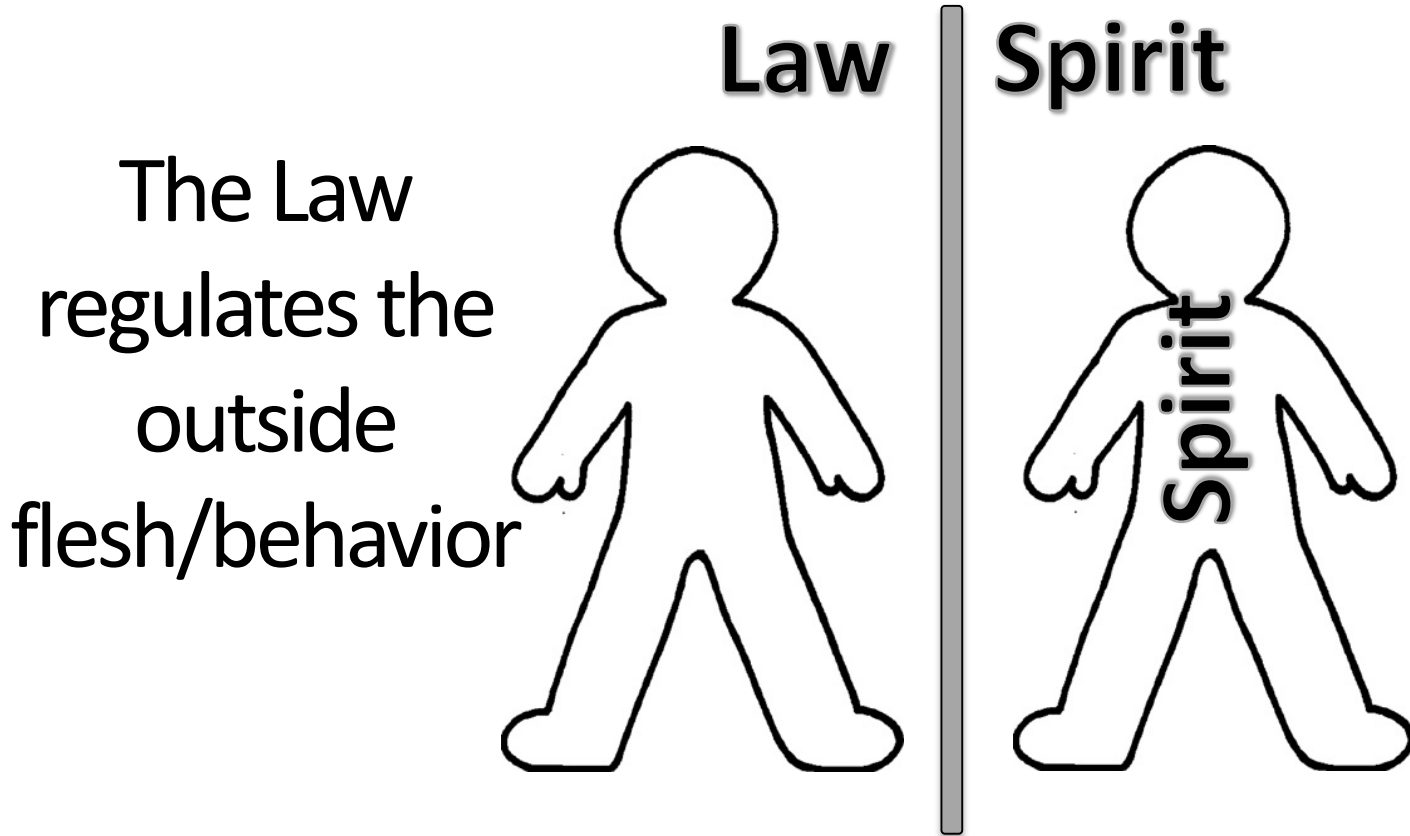 Law
Spirit
The Law
regulates the
outside
flesh/behavior
Spirit